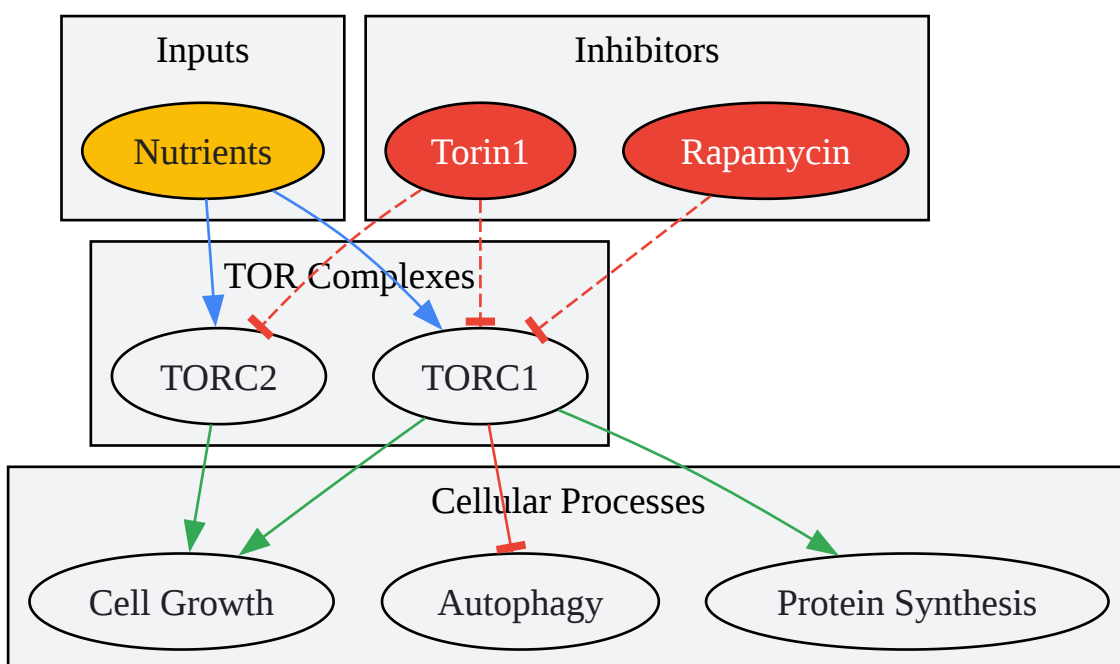 Inputs
Inhibitors
Nutrients
Torin1
Rapamycin
TOR Complexes
TORC2
TORC1
Cellular Processes
Cell Growth
Autophagy
Protein Synthesis